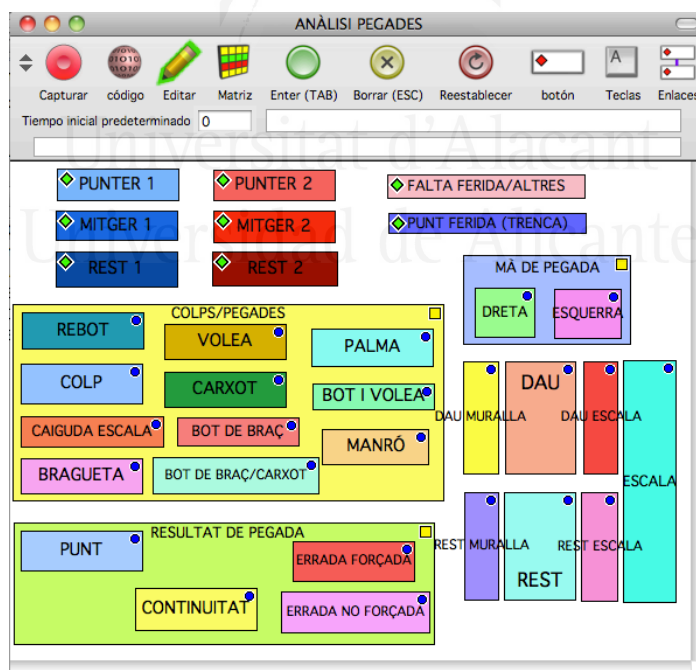 ANÀLISI PEGADES
Capturar código Editar Matriz Enter (TAB) Borrar (ESC) Reestablecer botón Teclas Enlaces
Tiempo inicial predeterminado 0
Universitat d'Alacant
Universidad de Alicante
PUNTER 1 PUNTER 2 FALTA FERIDA/ALTRES
MITGER 1 MITGER 2 PUNT FERIDA (TRENCA)
REST 1 REST 2
MÀ DE PEGADA
DRETA ESQUERRA
COLPS/PEGADES
REBOT VOLEA PALMA
COLP CARXOT BOT I VOLEA
CAIGUDA ESCALA BOT DE BRAÇ MANRÓ
BRAGUETA BOT DE BRAÇ/CARXOT
DAU
DAU MURALLA DAU ESCALA
ESCALA
REST MURALLA REST ESCALA
REST
RESULTAT DE PEGADA
PUNT ERRADA FORÇADA
CONTINUITAT ERRADA NO FORÇADA